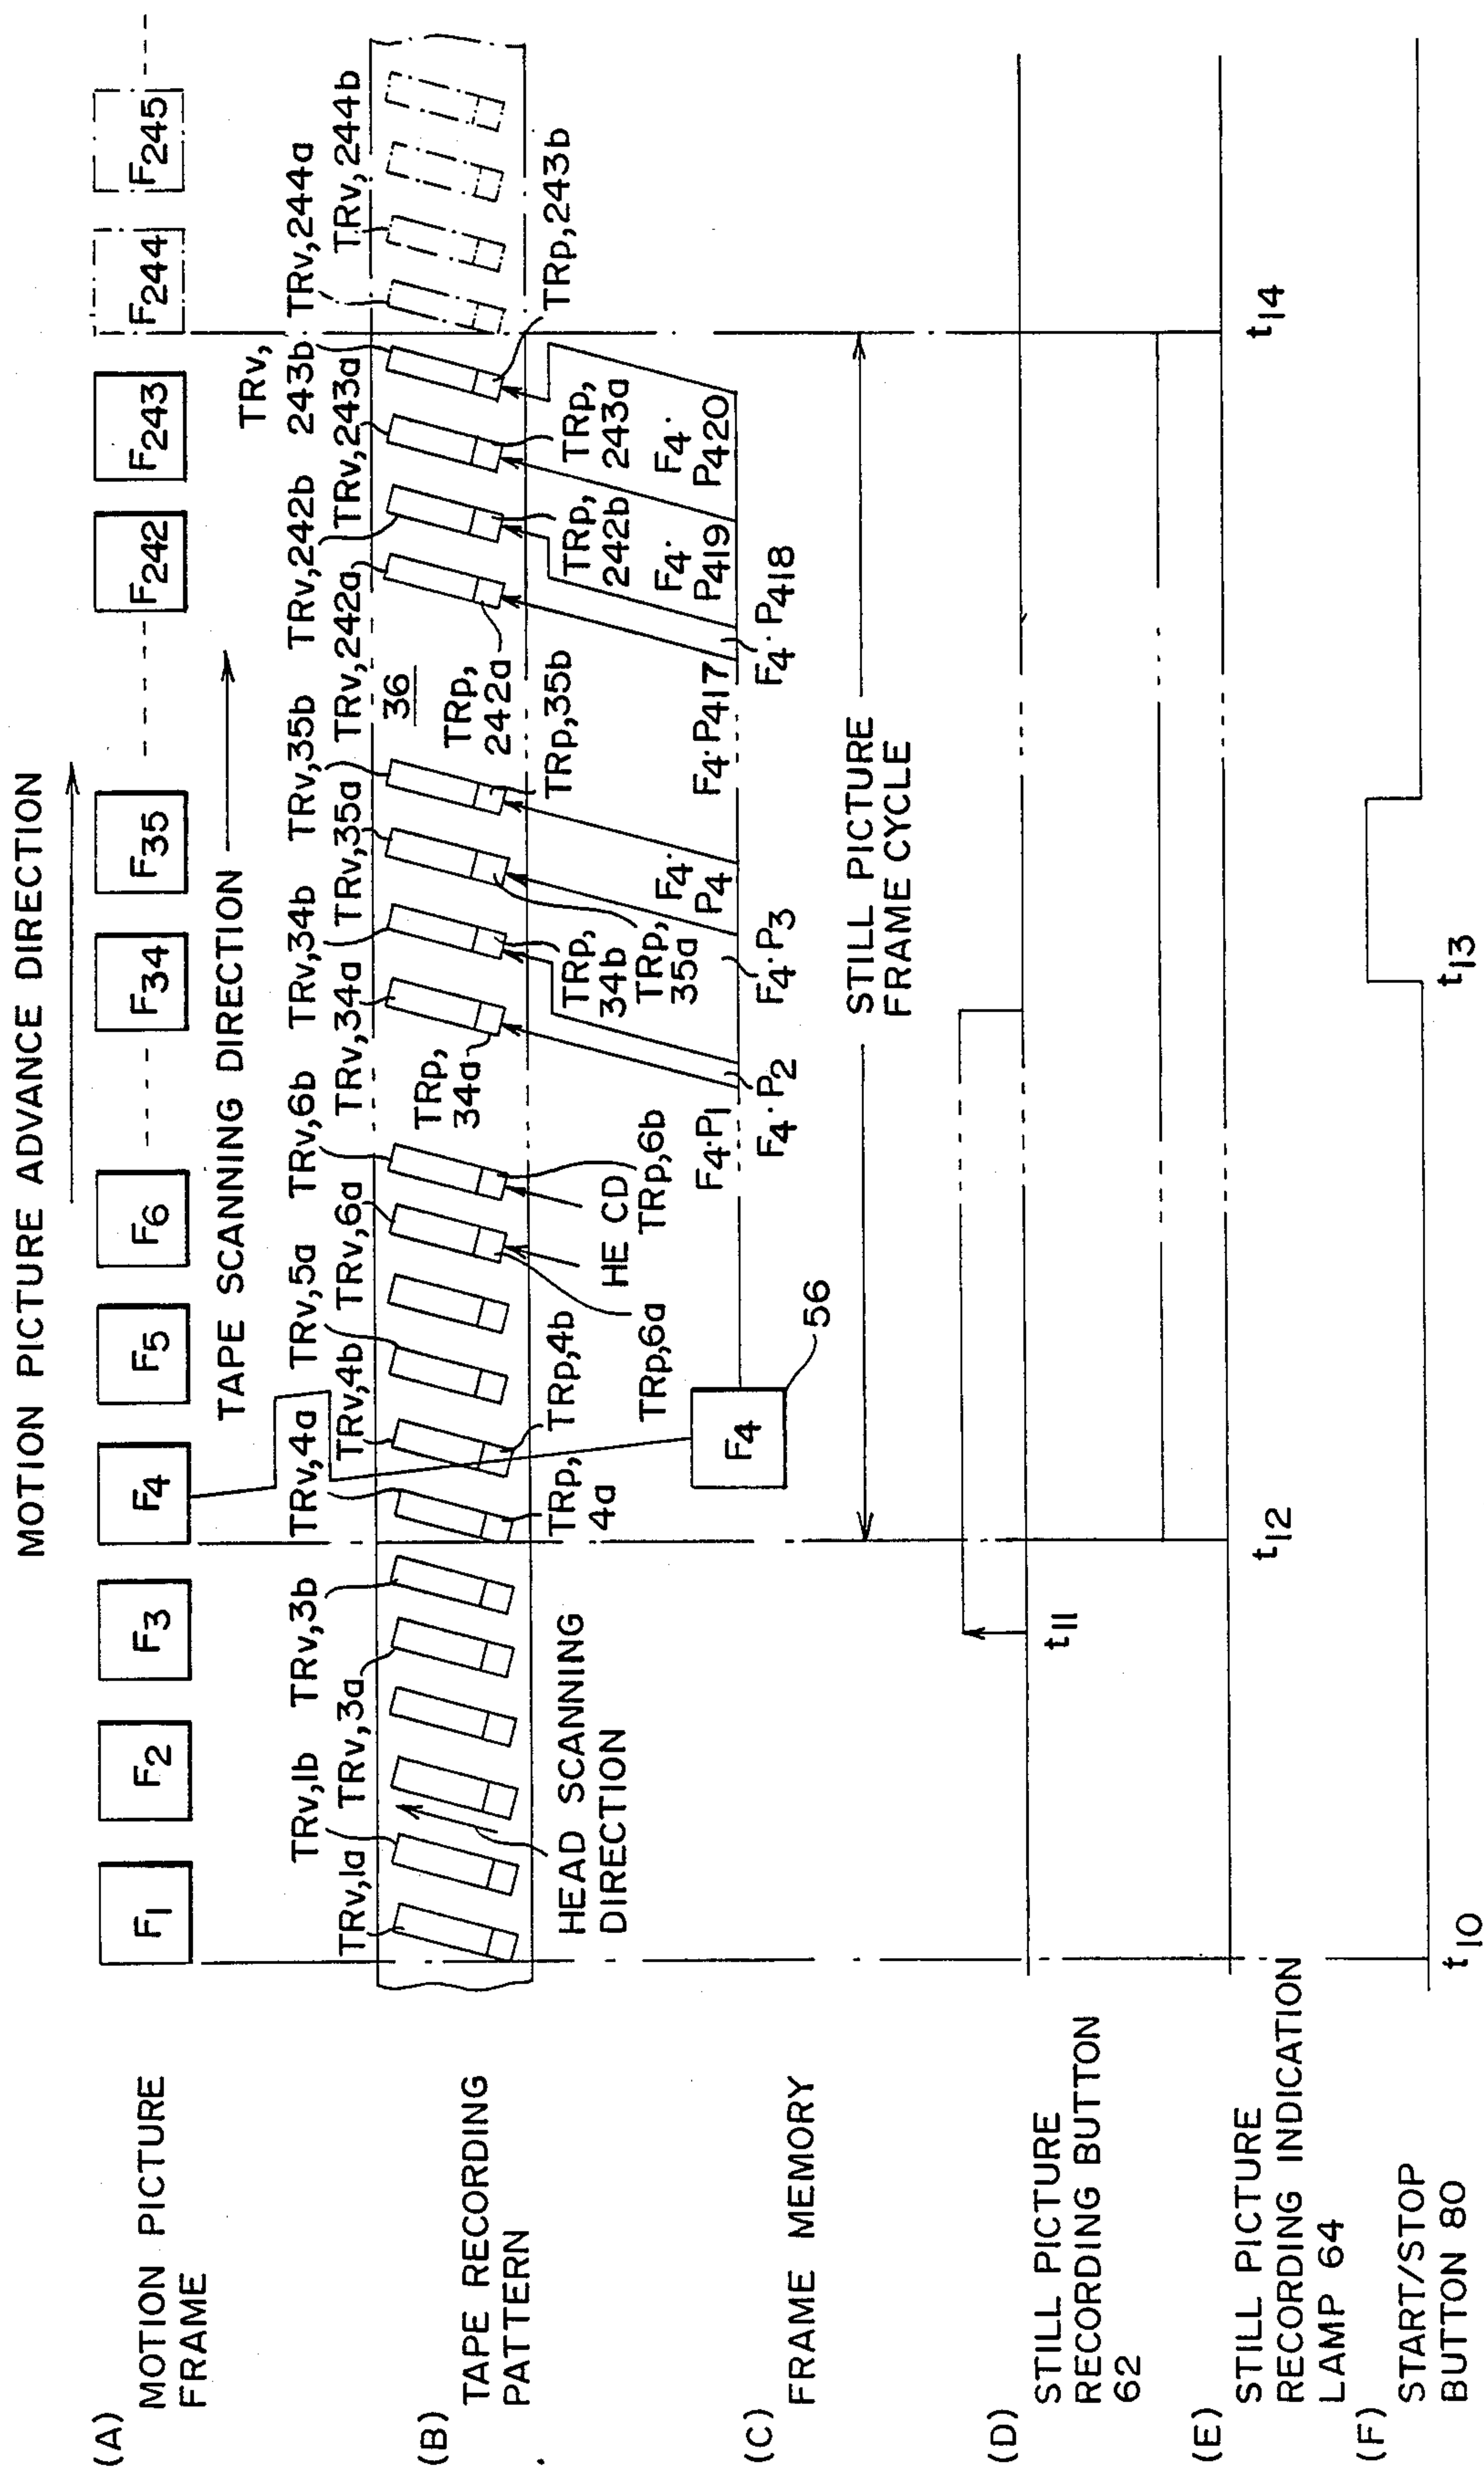 MOTION PICTURE ADVANCE DIRECTION
(A) MOTION PICTURE
FRAME
F1
F2
F3
F4
F5
F6
F34
F35
F242
F243
F244
F245
TAPE SCANNING DIRECTION
TRv,
TRv,1b
TRv,3b
TRv,4a
TRv,5a
TRv,6b
TRv,34b
TRv,35b
TRv,242b
243b
TRv,244a
TRv,1a
TRv,3a
TRv,4b
TRv,6a
TRv,34a
TRv,35a
TRv,242a
TRv,243a
TRv,244b
(B) TAPE RECORDING
PATTERN
36
TRp,
34a
TRp,
242a
HEAD SCANNING
DIRECTION
TRp,
4a
TRp,4b
HE CD
TRp,6a
TRp,6b
TRp,
34b
TRp,
35a
TRp,35b
TRp,
242b
TRp,
243a
TRp,243b
(C) FRAME MEMORY
F4
56
F4·P1
F4·P2
F4·P3
F4·
P4
F4·P417
F4·P418
F4·
P419
F4·
P420
STILL PICTURE
FRAME CYCLE
(D) STILL PICTURE
RECORDING BUTTON
62
t11
(E) STILL PICTURE
RECORDING INDICATION
LAMP 64
t12
t14
(F) START/STOP
BUTTON 80
t10
t13